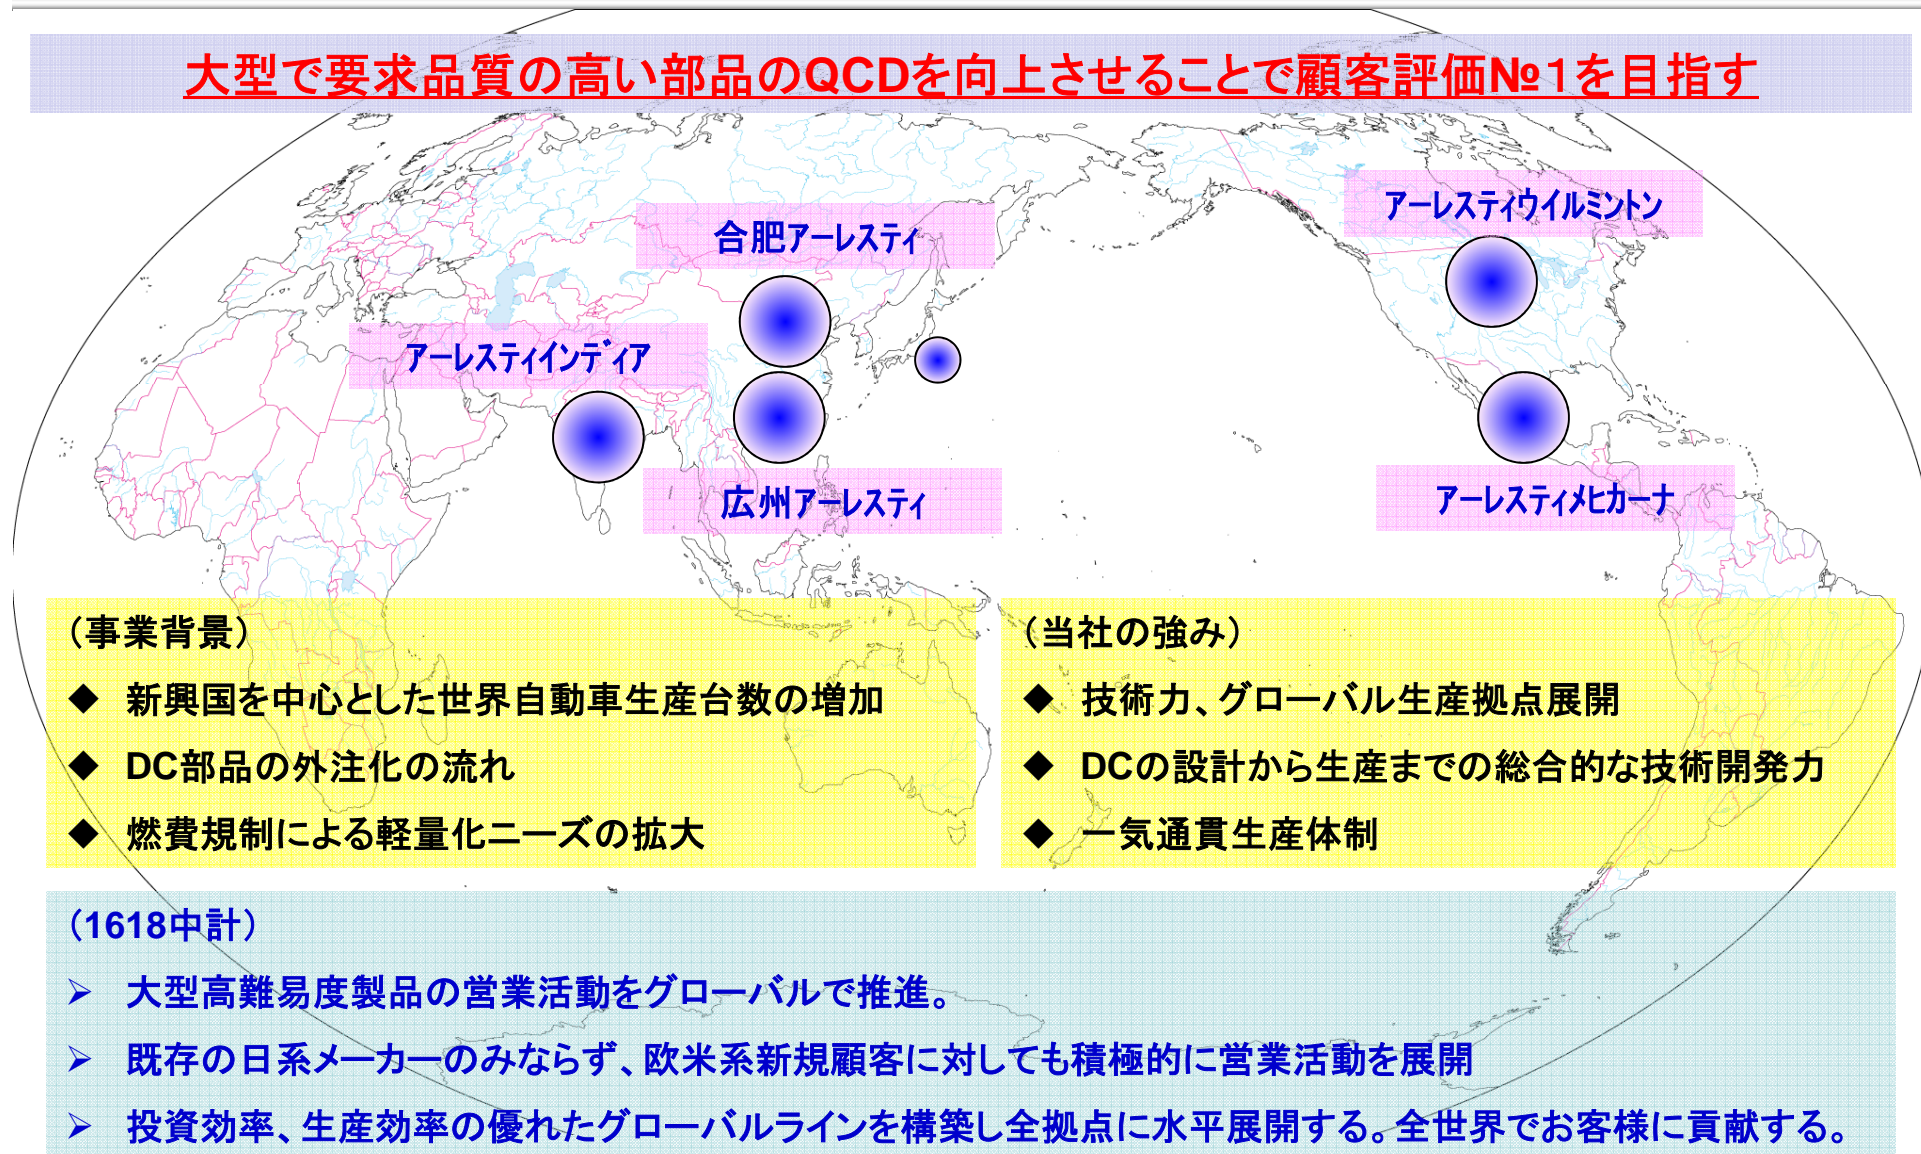 大型で要求品質の高い部品のQCDを向上させることで顧客評価№1を目指す
アーレスティウイルミントン
合肥アーレスティ
アーレスティインディア
広州アーレスティ
アーレスティメヒカーナ
（事業背景）
◆ 新興国を中心とした世界自動車生産台数の増加
◆ DC部品の外注化の流れ
◆ 燃費規制による軽量化ニーズの拡大
（当社の強み）
◆ 技術力、グローバル生産拠点展開
◆ DCの設計から生産までの総合的な技術開発力
◆ 一気通貫生産体制
（1618中計）
➢ 大型高難易度製品の営業活動をグローバルで推進。
➢ 既存の日系メーカーのみならず、欧米系新規顧客に対しても積極的に営業活動を展開
➢ 投資効率、生産効率の優れたグローバルラインを構築し全拠点に水平展開する。全世界でお客様に貢献する。